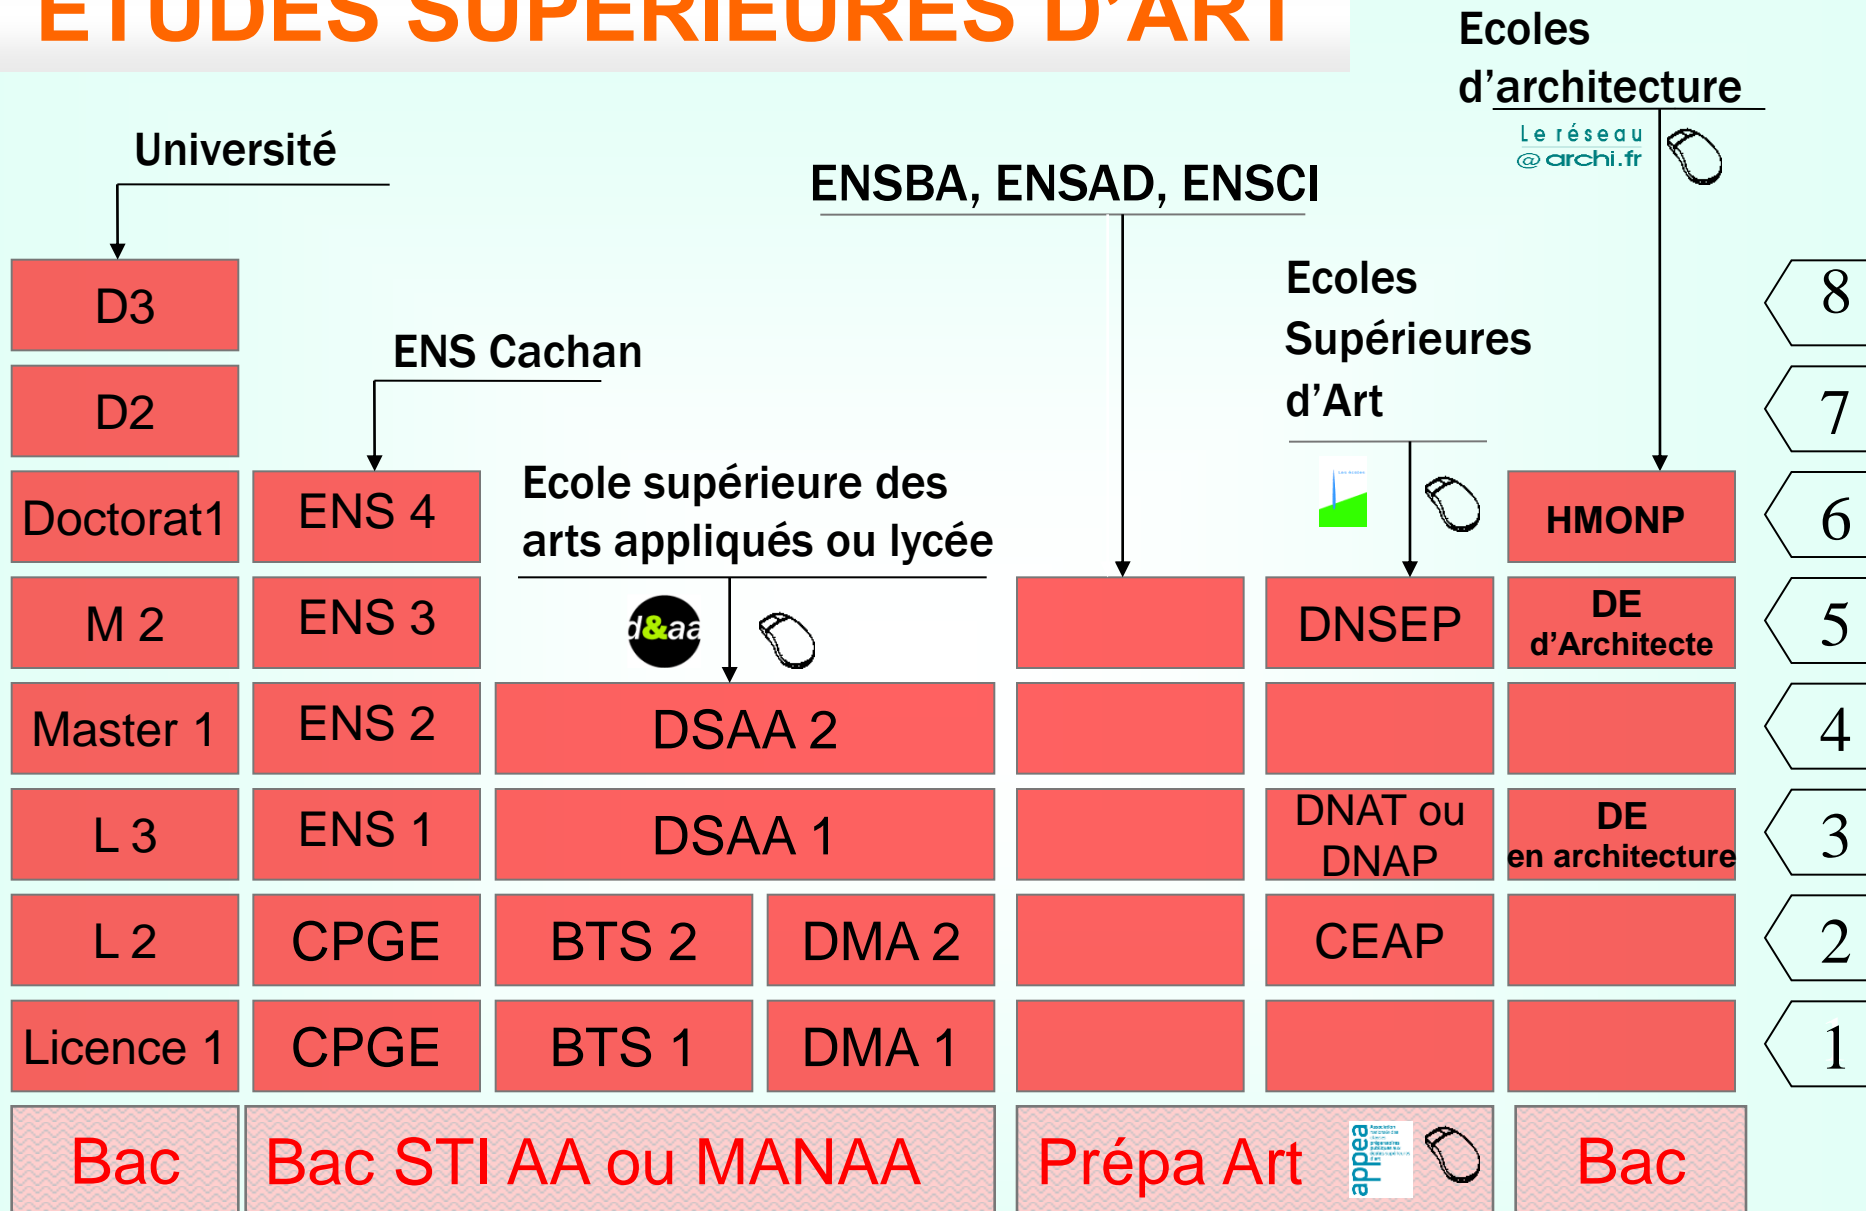 ETUDES SUPERIEURES D’ART
Ecoles
d’architecture
Le réseau
@archi.fr
Université
ENSBA, ENSAD, ENSCI
Ecoles
Supérieures
d’Art
ENS Cachan
Ecole supérieure des
arts appliqués ou lycée
d&aa
D3
8
D2
7
Doctorat1
ENS 4
HMONP
6
M 2
ENS 3
DNSEP
DE
d’Architecte
5
Master 1
ENS 2
DSAA 2
4
L 3
ENS 1
DSAA 1
DNAT ou
DNAP
DE
en architecture
3
L 2
CPGE
BTS 2
DMA 2
CEAP
2
Licence 1
CPGE
BTS 1
DMA 1
1
Bac
Bac STI AA ou MANAA
Prépa Art
appea
Bac